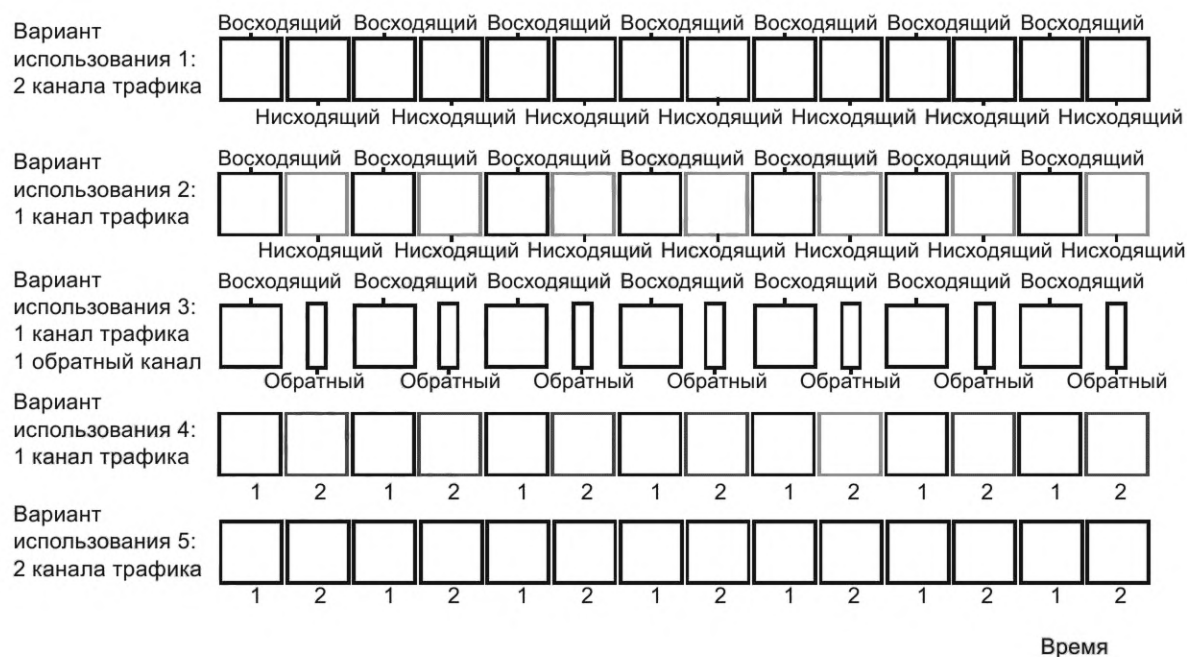 Восходящий Восходящий Восходящий Восходящий Восходящий Восходящий Восходящий
Вариант
использования 1:
2 канала трафика
Нисходящий Нисходящий Нисходящий Нисходящий Нисходящий Нисходящий Нисходящий
Восходящий Восходящий Восходящий Восходящий Восходящий Восходящий Восходящий
Вариант
использования 2:
1 канал трафика
Нисходящий Нисходящий Нисходящий Нисходящий Нисходящий Нисходящий Нисходящий
Восходящий Восходящий Восходящий Восходящий Восходящий Восходящий Восходящий
Вариант
использования 3:
1 канал трафика
1 обратный канал
Обратный Обратный Обратный Обратный Обратный Обратный Обратный
Вариант
использования 4:
1 канал трафика
1 2 1 2 1 2 1 2 1 2 1 2 1 2
Вариант
использования 5:
2 канала трафика
1 2 1 2 1 2 1 2 1 2 1 2 1 2
Время